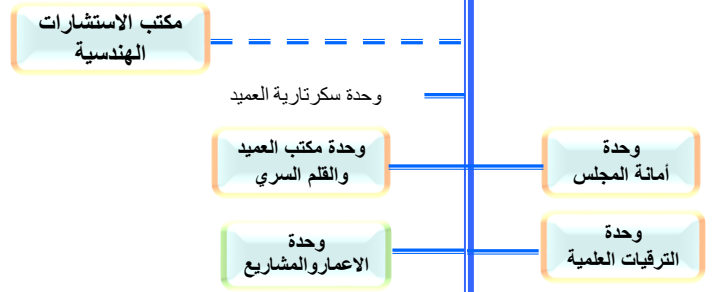 مكتب الاستشارات
الهندسية
وحدة سكرتارية العميد
وحدة
أمانة المجلس
وحدة مكتب العميد
والقلم السري
وحدة
الترقيات العلمية
وحدة
الاعماروالمشاريع